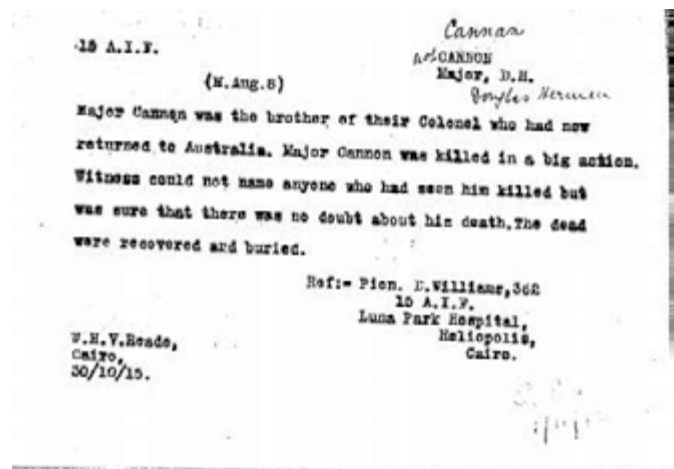 Cannan
15 A.I.F.
not CANNON
Major, D.H.
(M.Aug.8)
Douglas Herman
Major Cannon was the brother of their Colonel who had now
returned to Australia. Major Cannon was killed in a big action.
Witness could not name anyone who had seen him killed but
was sure that there was no doubt about his death.The dead
were recovered and buried.
Ref:- Pion. E.Williams,362
15 A.I.F.
Luna Park Hospital,
Heliopolis,
Cairo.
W.H.V.Reade,
Cairo,
30/10/15.